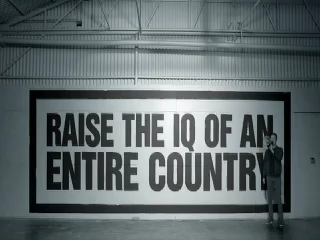 RAISE THE IQ OF AN
ENTIRE COUNTRY